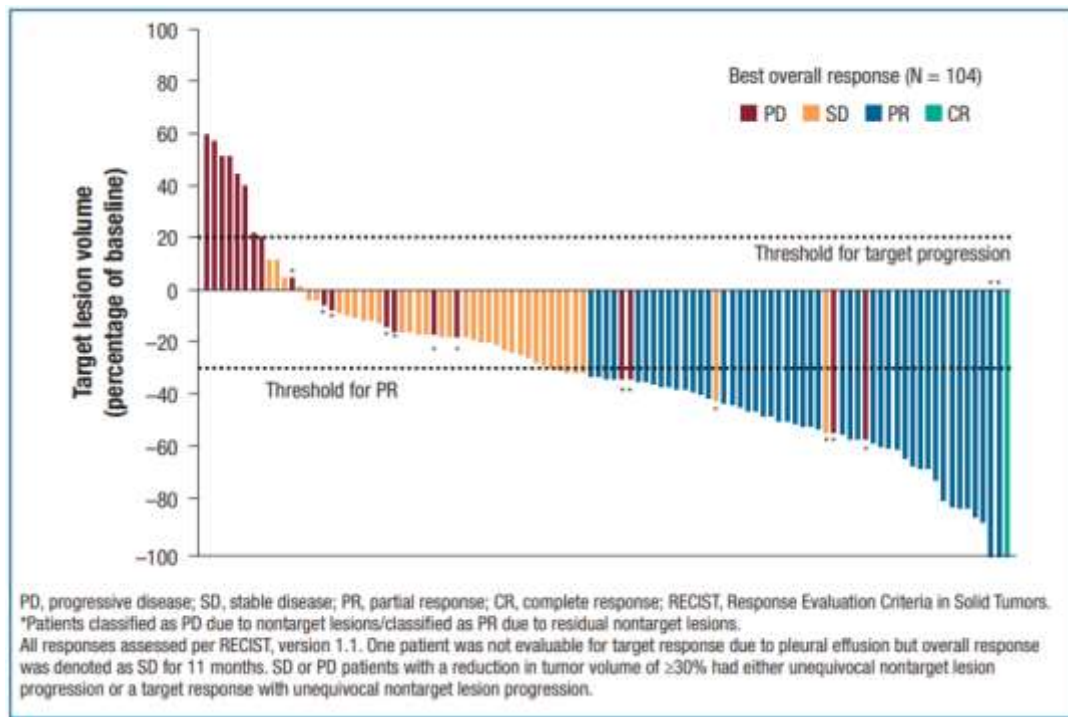 100
80
60
40
20
0
–20
–40
–60
–80
–100
Target lesion volume
(percentage of baseline)
Best overall response (N = 104)
PD SD PR CR
Threshold for target progression
Threshold for PR
* * * * * * * * * * * * * * *
PD, progressive disease; SD, stable disease; PR, partial response; CR, complete response; RECIST, Response Evaluation Criteria in Solid Tumors.
*Patients classified as PD due to nontarget lesions/classified as PR due to residual nontarget lesions.
All responses assessed per RECIST, version 1.1. One patient was not evaluable for target response due to pleural effusion but overall response
was denoted as SD for 11 months. SD or PD patients with a reduction in tumor volume of ≥30% had either unequivocal nontarget lesion
progression or a target response with unequivocal nontarget lesion progression.